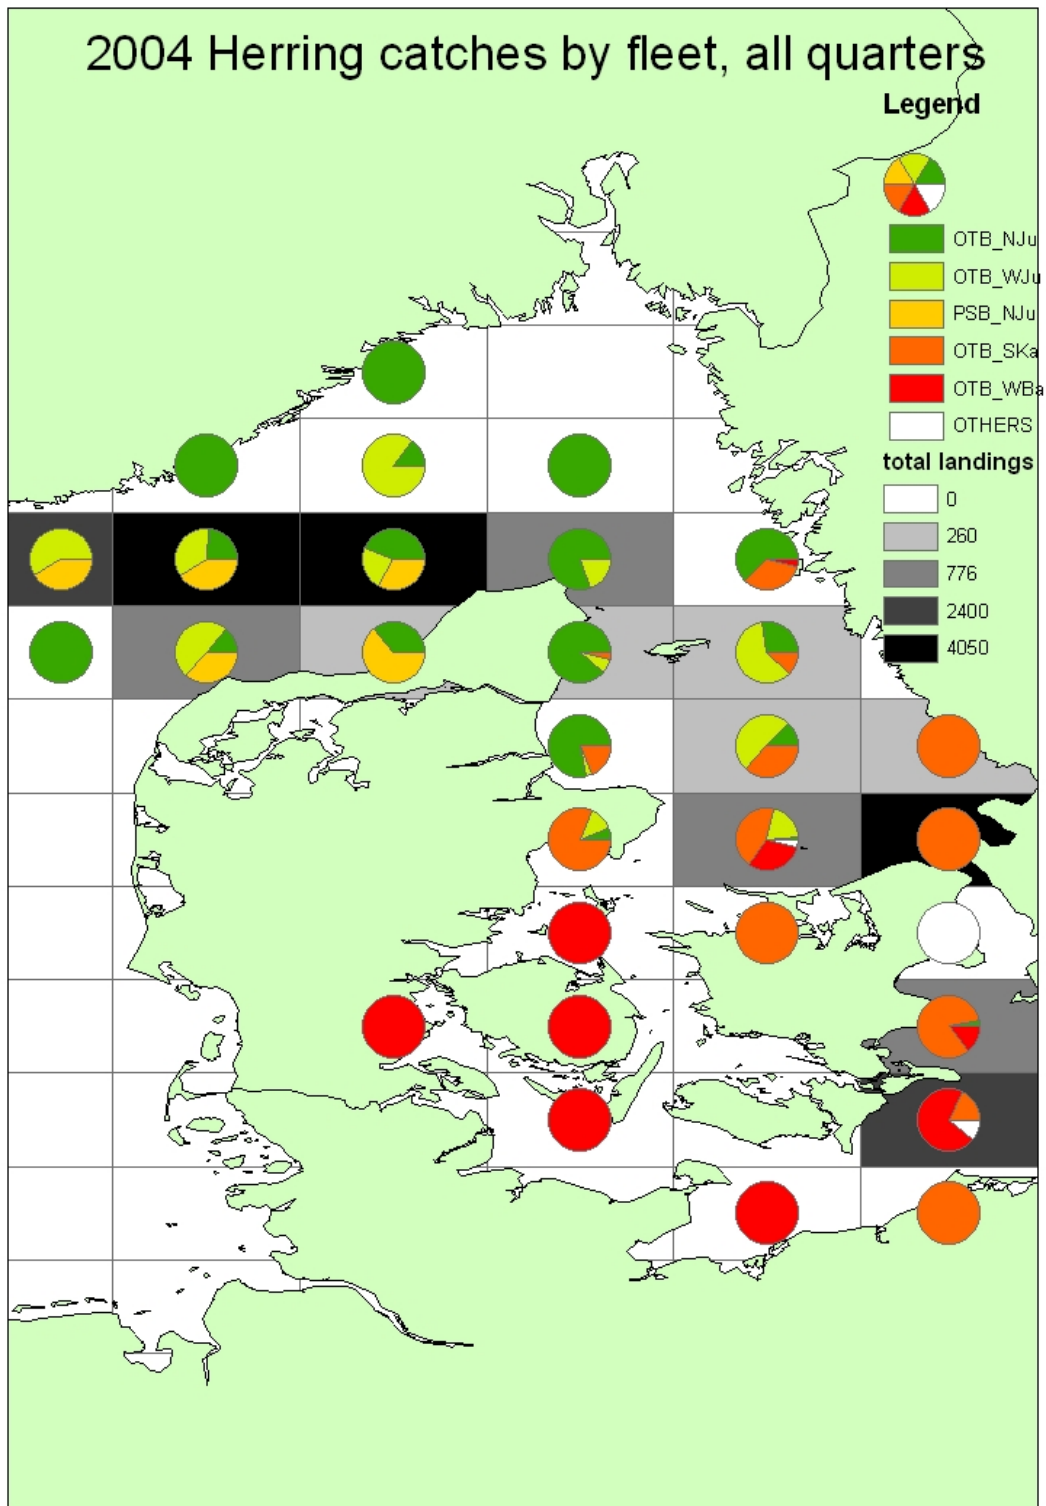 2004 Herring catches by fleet, all quarters
Legend
OTB_NJu
OTB_WJu
PSB_NJu
OTB_SKa
OTB_WBa
OTHERS
total landings
0
260
776
2400
4050